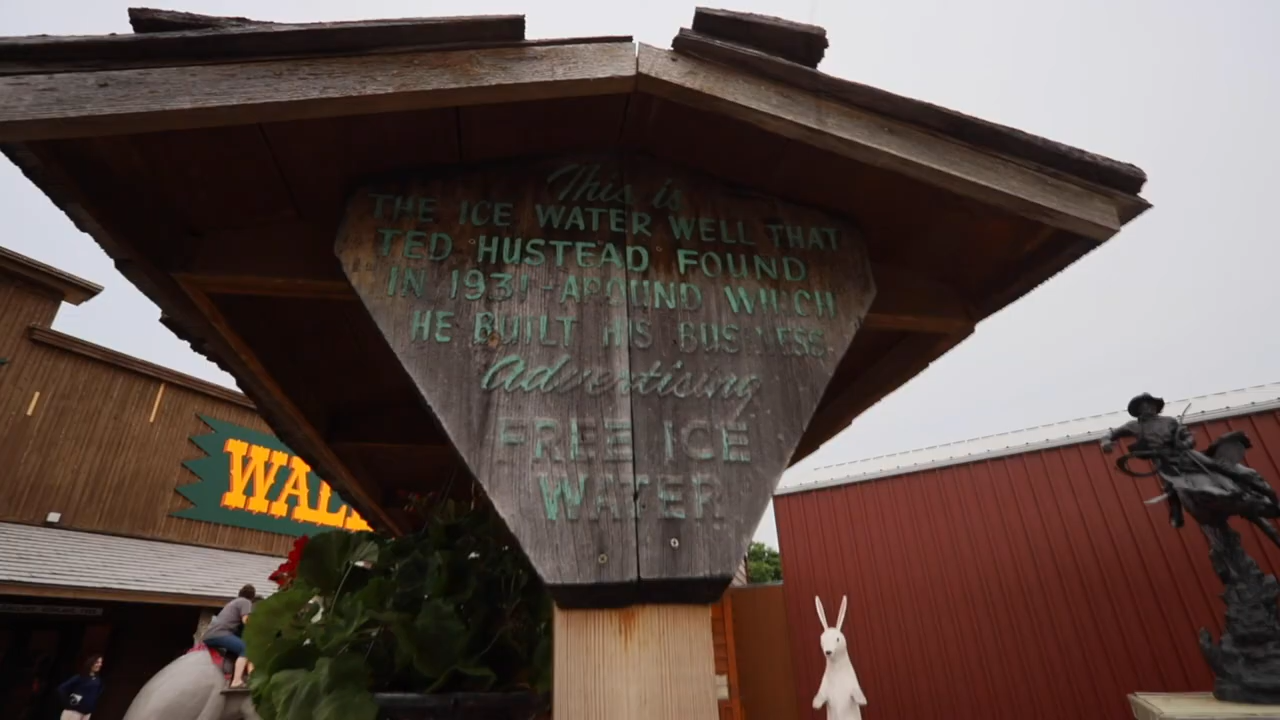 This is
THE ICE WATER WELL THAT
TED HUSTEAD FOUND
IN 1931-AROUND WHICH
HE BUILT HIS BUSINESS
Advertising
FREE ICE
WATER
WAL